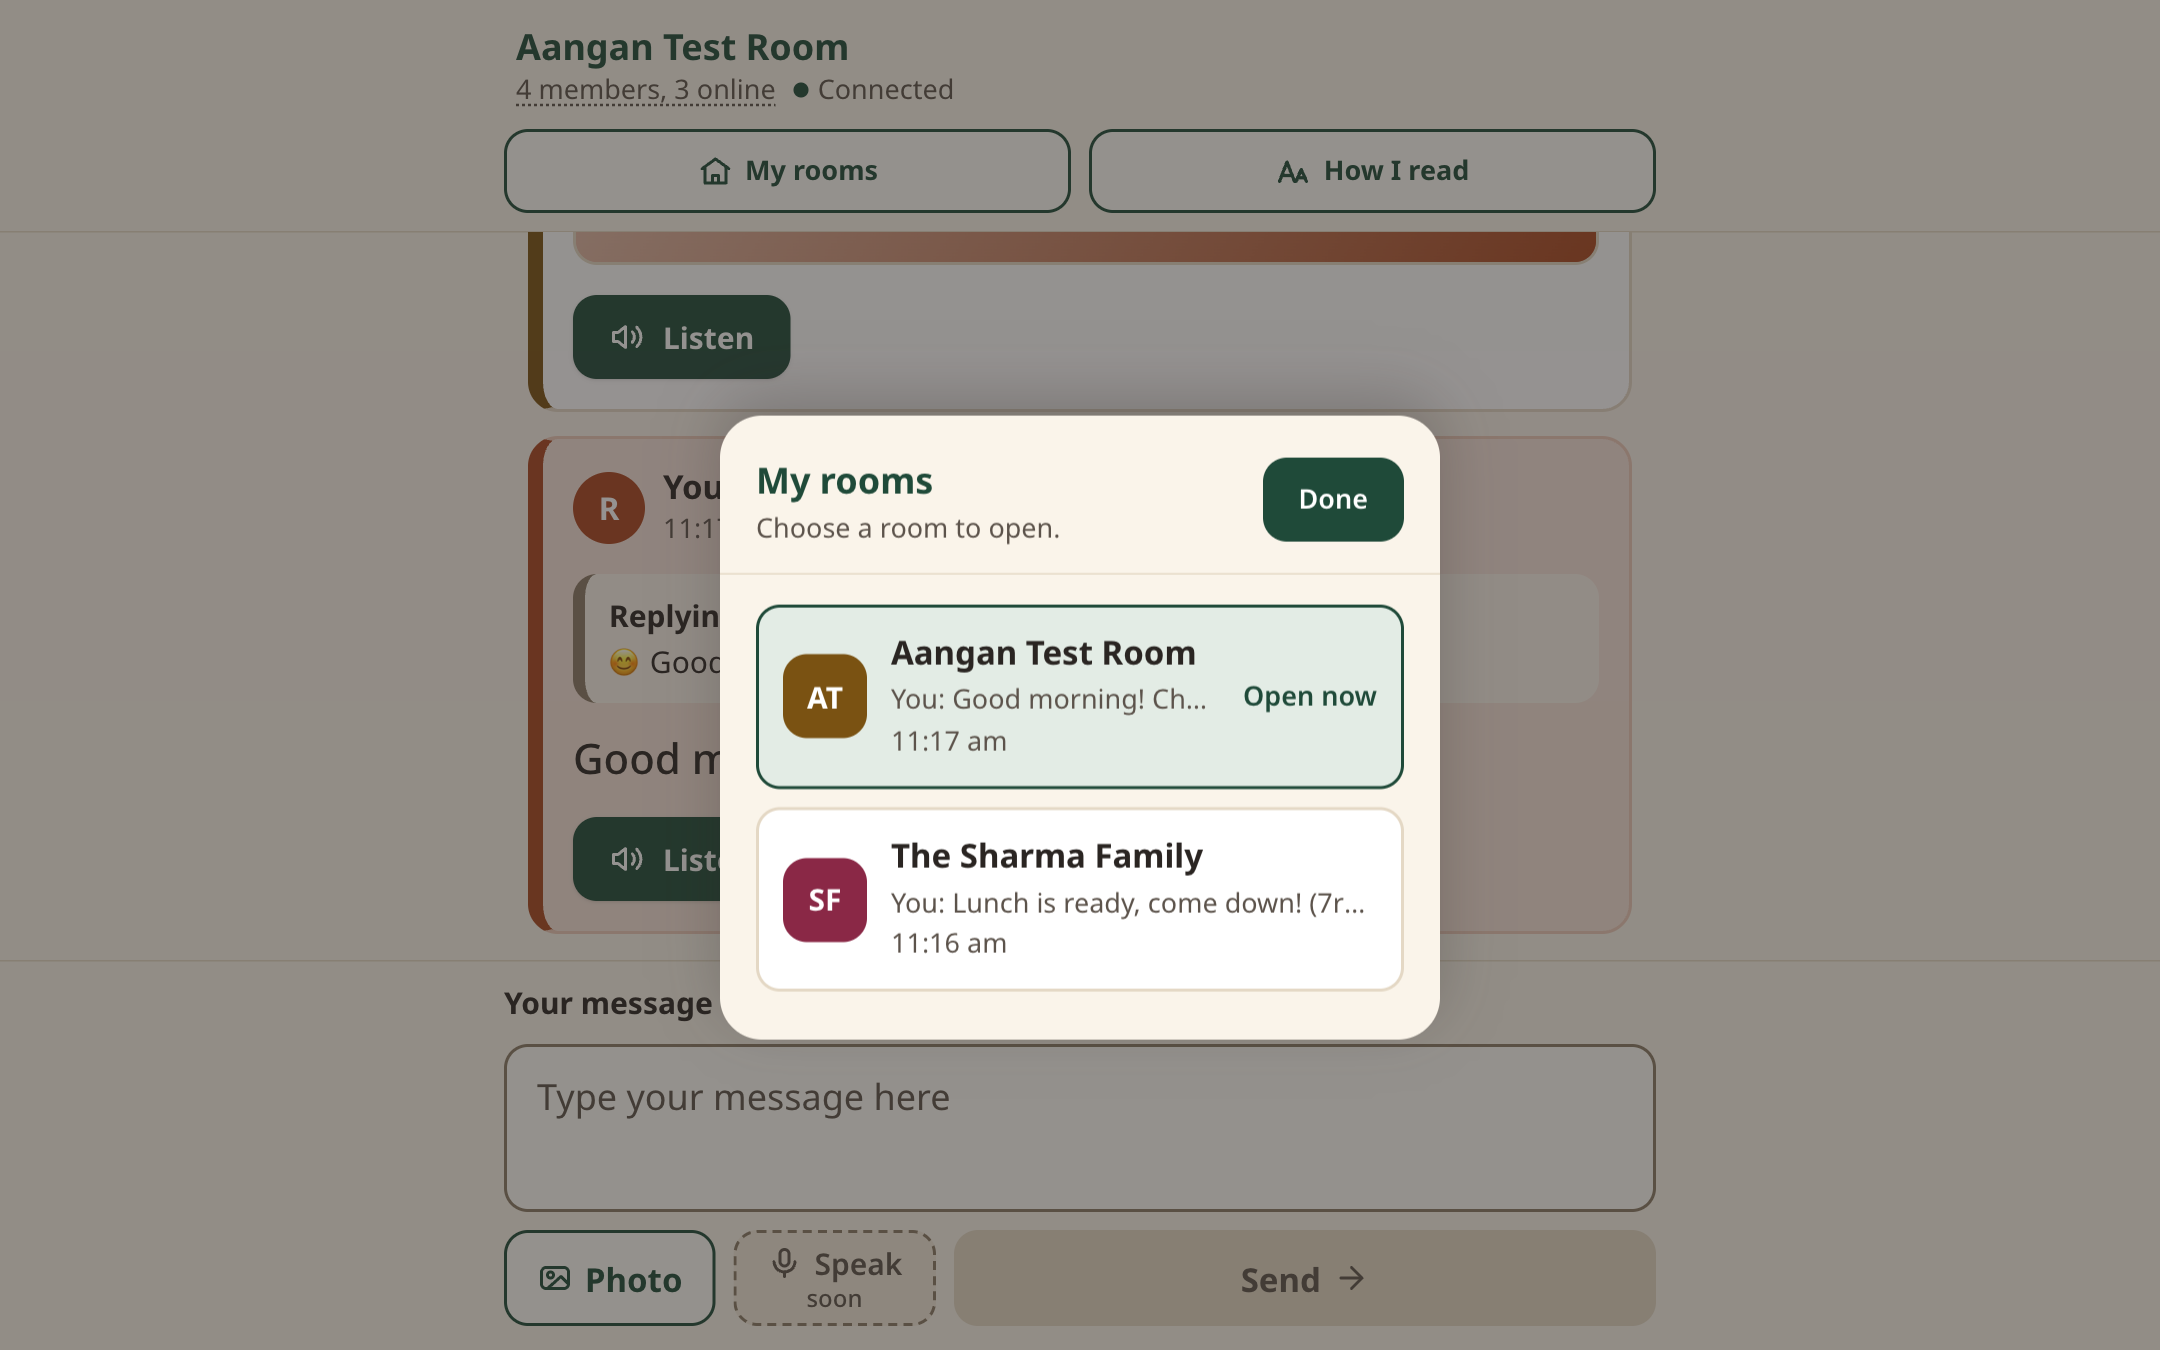 Aangan Test Room
4 members, 3 online Connected
My rooms
How I read
Listen
R
You
11:17
Replyin
😊 Good
Good m
List
My rooms
Choose a room to open.
Done
AT
Aangan Test Room
You: Good morning! Ch...
11:17 am
Open now
SF
The Sharma Family
You: Lunch is ready, come down! (7r...
11:16 am
Your message
Type your message here
Photo
Speak
soon
Send